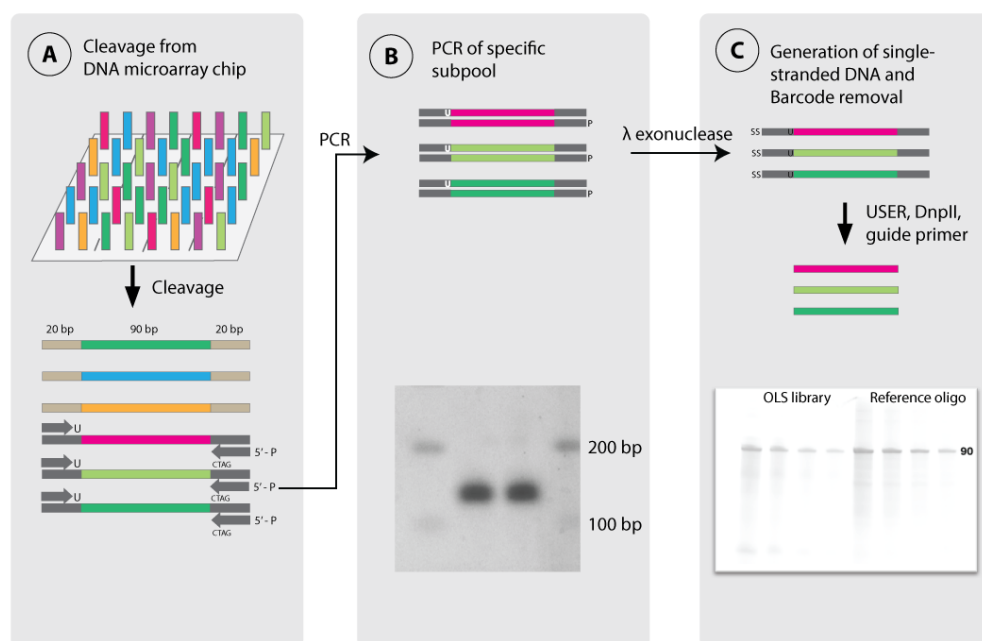 A
Cleavage from
DNA microarray chip
Cleavage
20 bp 90 bp 20 bp
U
5'- P
CTAG
U
5'- P
CTAG
U
5'- P
CTAG
PCR
B
PCR of specific
subpool
U
P
U
P
U
P
200 bp
100 bp
λ exonuclease
C
Generation of single-
stranded DNA and
Barcode removal
SS U
SS U
SS U
USER, DnpII,
guide primer
OLS library Reference oligo
90